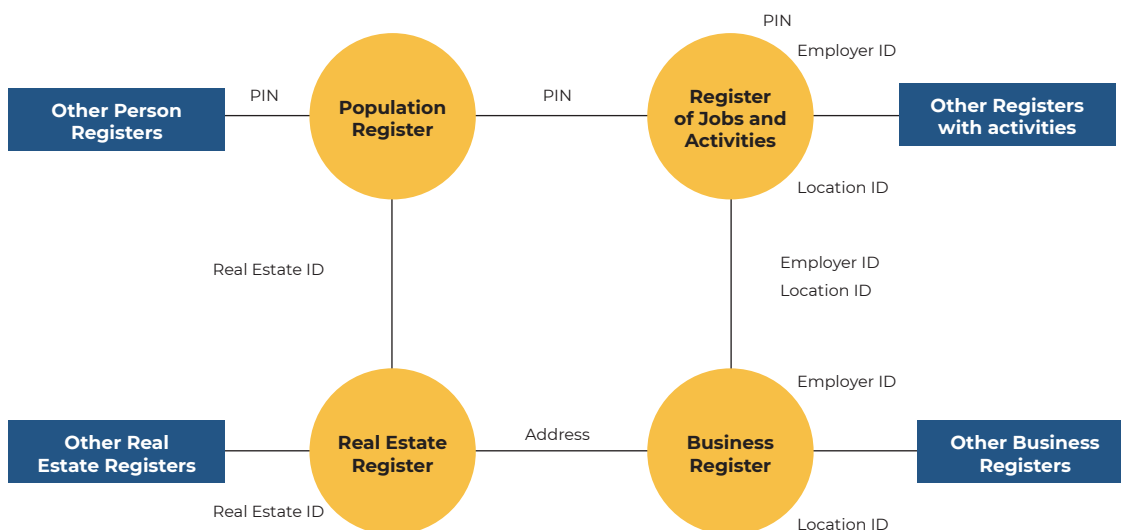 PIN
Employer ID
Other Person
Registers
PIN
Population
Register
PIN
Register
of Jobs and
Activities
Other Registers
with activities
Location ID
Real Estate ID
Employer ID
Location ID
Employer ID
Other Real
Estate Registers
Real Estate
Register
Address
Business
Register
Other Business
Registers
Real Estate ID
Location ID